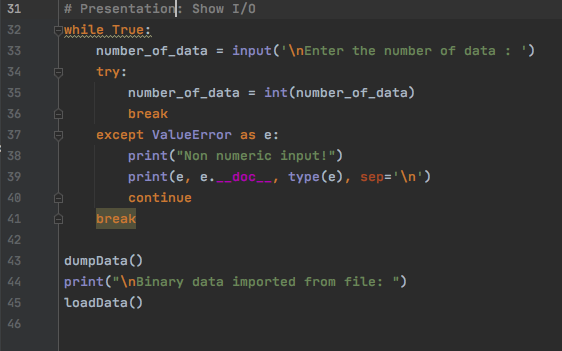 31 # Presentation: Show I/O
32 while True:
33     number_of_data = input('\nEnter the number of data : ')
34     try:
35         number_of_data = int(number_of_data)
36         break
37     except ValueError as e:
38         print("Non numeric input!")
39         print(e, e.__doc__, type(e), sep='\n')
40         continue
41     break
42
43 dumpData()
44 print("\nBinary data imported from file: ")
45 loadData()
46